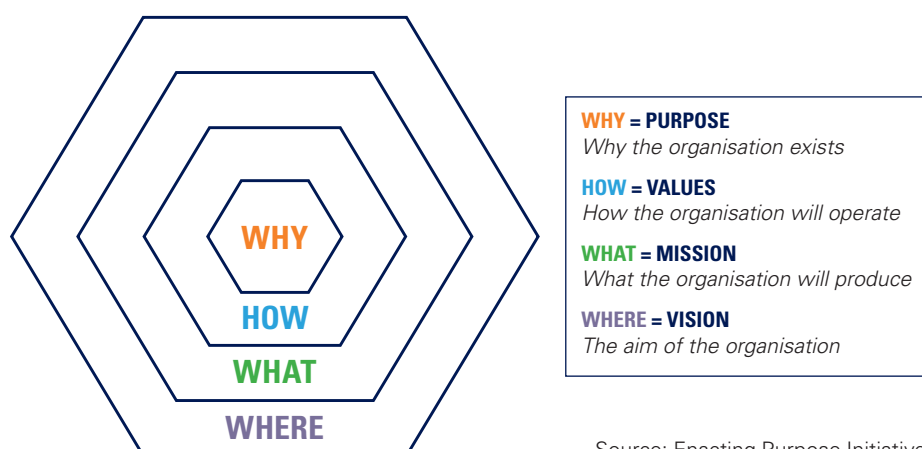 WHY
HOW
WHAT
WHERE
WHY = PURPOSE
Why the organisation exists
HOW = VALUES
How the organisation will operate
WHAT = MISSION
What the organisation will produce
WHERE = VISION
The aim of the organisation
Source: Enacting Purpose Initiative